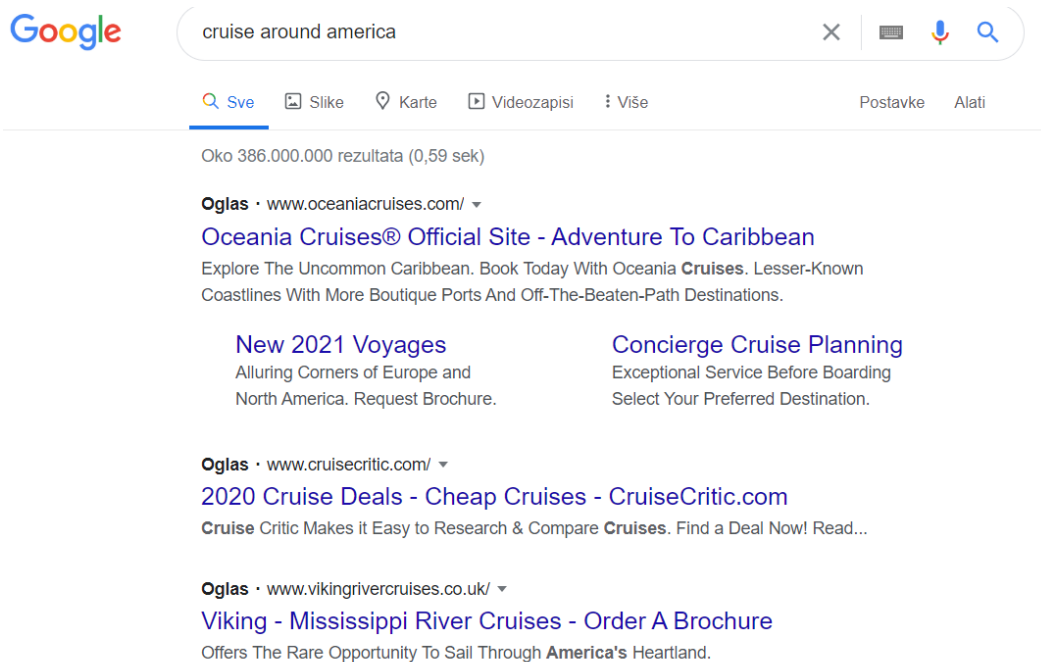 Google
cruise around america
Sve Slike Karte Videozapisi Više Postavke Alati
Oko 386.000.000 rezultata (0,59 sek)
Oglas · www.oceaniacruises.com/
Oceania Cruises® Official Site - Adventure To Caribbean
Explore The Uncommon Caribbean. Book Today With Oceania Cruises. Lesser-Known
Coastlines With More Boutique Ports And Off-The-Beaten-Path Destinations.
New 2021 Voyages
Alluring Corners of Europe and
North America. Request Brochure.
Concierge Cruise Planning
Exceptional Service Before Boarding
Select Your Preferred Destination.
Oglas · www.cruisecritic.com/
2020 Cruise Deals - Cheap Cruises - CruiseCritic.com
Cruise Critic Makes it Easy to Research & Compare Cruises. Find a Deal Now! Read...
Oglas · www.vikingrivercruises.co.uk/
Viking - Mississippi River Cruises - Order A Brochure
Offers The Rare Opportunity To Sail Through America's Heartland.